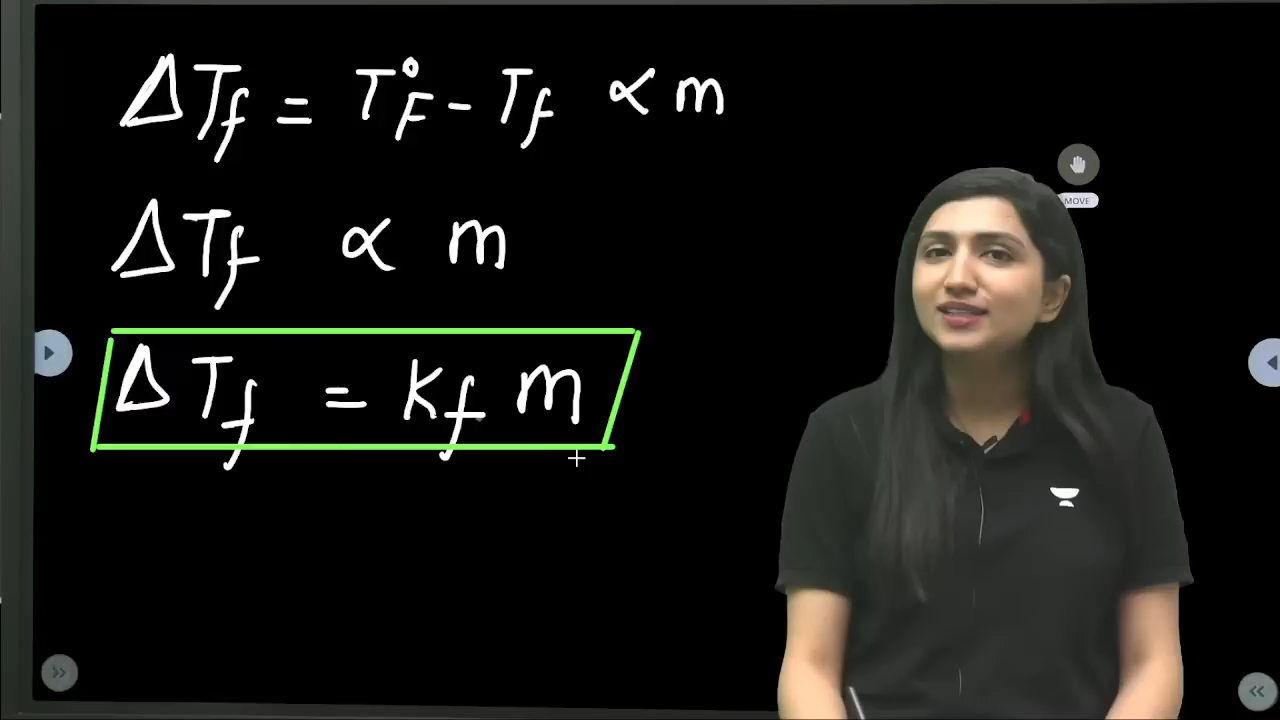 ΔTf = T°F - Tf ∝ m
MOVE
ΔTf ∝ m
ΔTf = Kf m